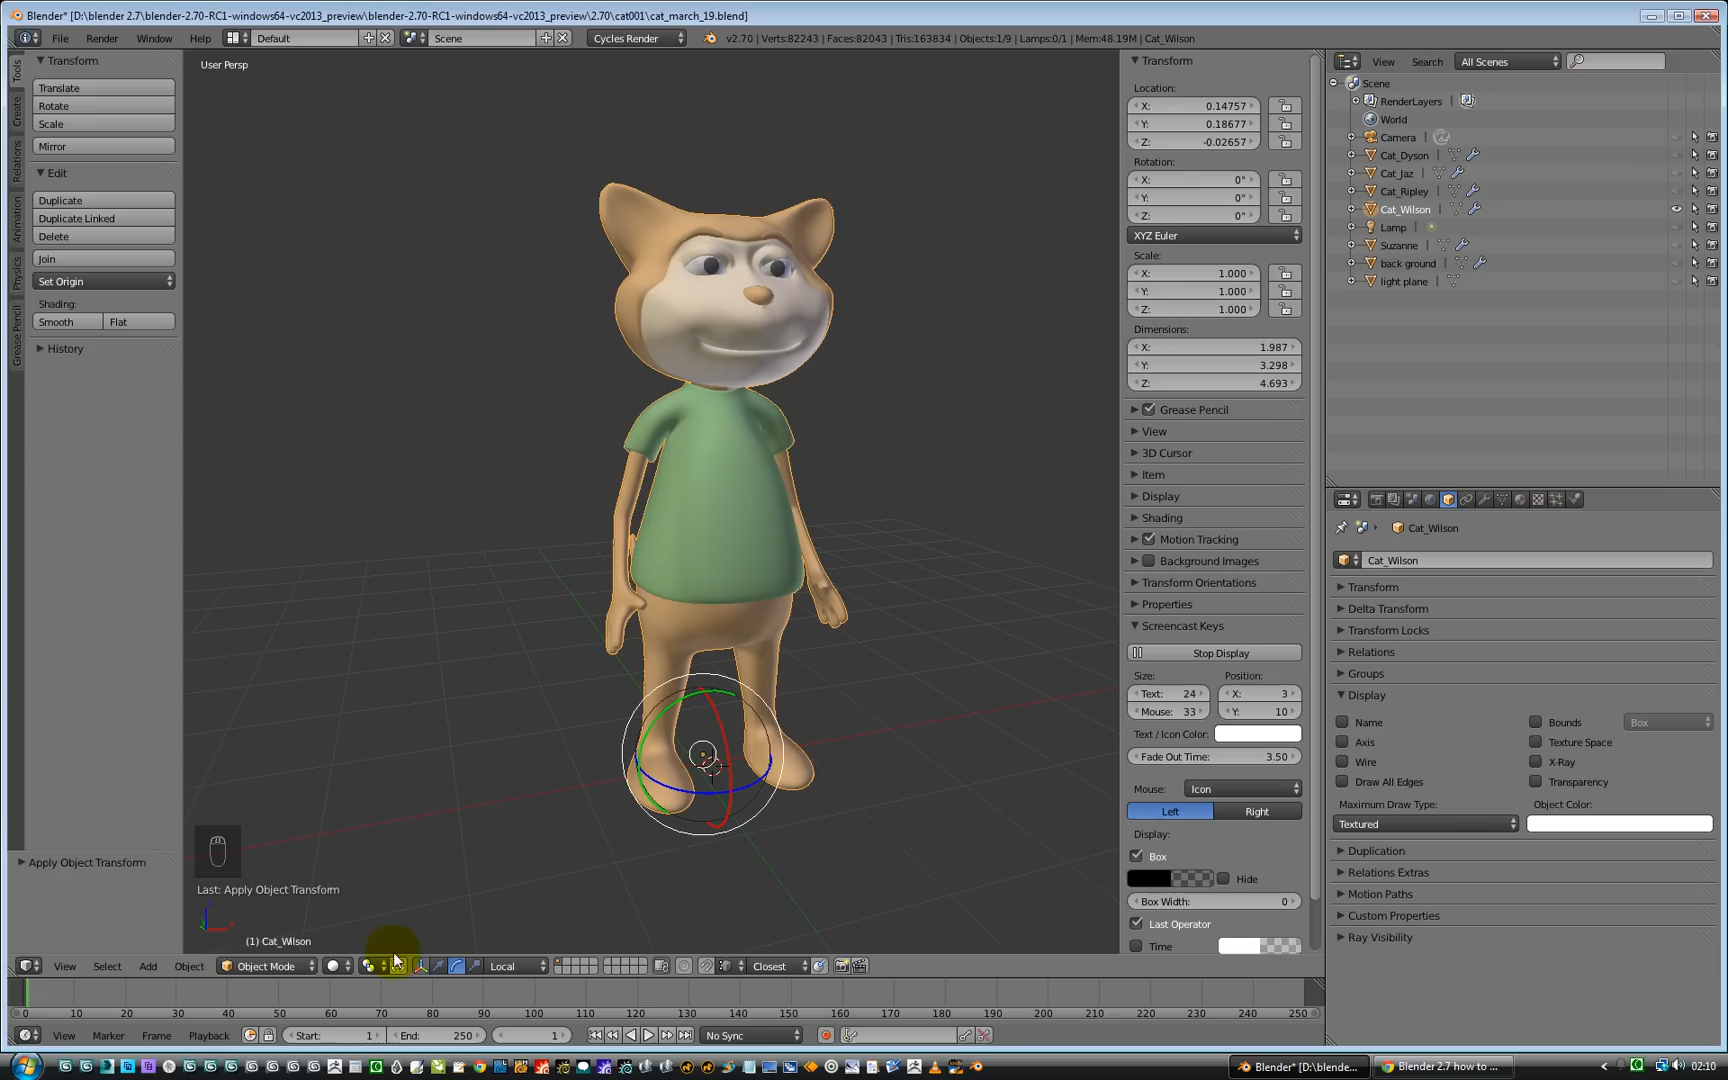 Blender* [D:\blender 2.7\blender-2.70-RC1-windows64-vc2013_preview\blender-2.70-RC1-windows64-vc2013_preview\2.70\cat001\cat_march_19.blend]
File Render Window Help Default Scene Cycles Render v2.70 | Verts:82243 | Faces:82043 | Tris:163834 | Objects:1/9 | Lamps:0/1 | Mem:48.19M | Cat_Wilson
Tools
Create
Relations
Animation
Physics
Grease Pencil
Transform
Translate
Rotate
Scale
Mirror
Edit
Duplicate
Duplicate Linked
Delete
Join
Set Origin
Shading:
Smooth Flat
History
Apply Object Transform
User Persp
Last: Apply Object Transform
(1) Cat_Wilson
Transform
Location:
X: 0.14757
Y: 0.18677
Z: -0.02657
Rotation:
X: 0°
Y: 0°
Z: 0°
XYZ Euler
Scale:
X: 1.000
Y: 1.000
Z: 1.000
Dimensions:
X: 1.987
Y: 3.298
Z: 4.693
Grease Pencil
View
3D Cursor
Item
Display
Shading
Motion Tracking
Background Images
Transform Orientations
Properties
Screencast Keys
Stop Display
Size: Position:
Text: 24 X: 3
Mouse: 33 Y: 10
Text / Icon Color:
Fade Out Time: 3.50
Mouse: Icon
Left Right
Display:
Box
Hide
Box Width: 0
Last Operator
Time
View Search All Scenes
Scene
RenderLayers
World
Camera
Cat_Dyson
Cat_Jaz
Cat_Ripley
Cat_Wilson
Lamp
Suzanne
back ground
light plane
Cat_Wilson
Cat_Wilson
Transform
Delta Transform
Transform Locks
Relations
Groups
Display
Name Bounds Box
Axis Texture Space
Wire X-Ray
Draw All Edges Transparency
Maximum Draw Type: Object Color:
Textured
Duplication
Relations Extras
Motion Paths
Custom Properties
Ray Visibility
View Select Add Object Object Mode Local Closest
0 10 20 30 40 50 60 70 80 90 100 110 120 130 140 150 160 170 180 190 200 210 220 230 240 250
View Marker Frame Playback Start: 1 End: 250 1 No Sync
Blender* [D:\blende... Blender 2.7 how to ... 02:10